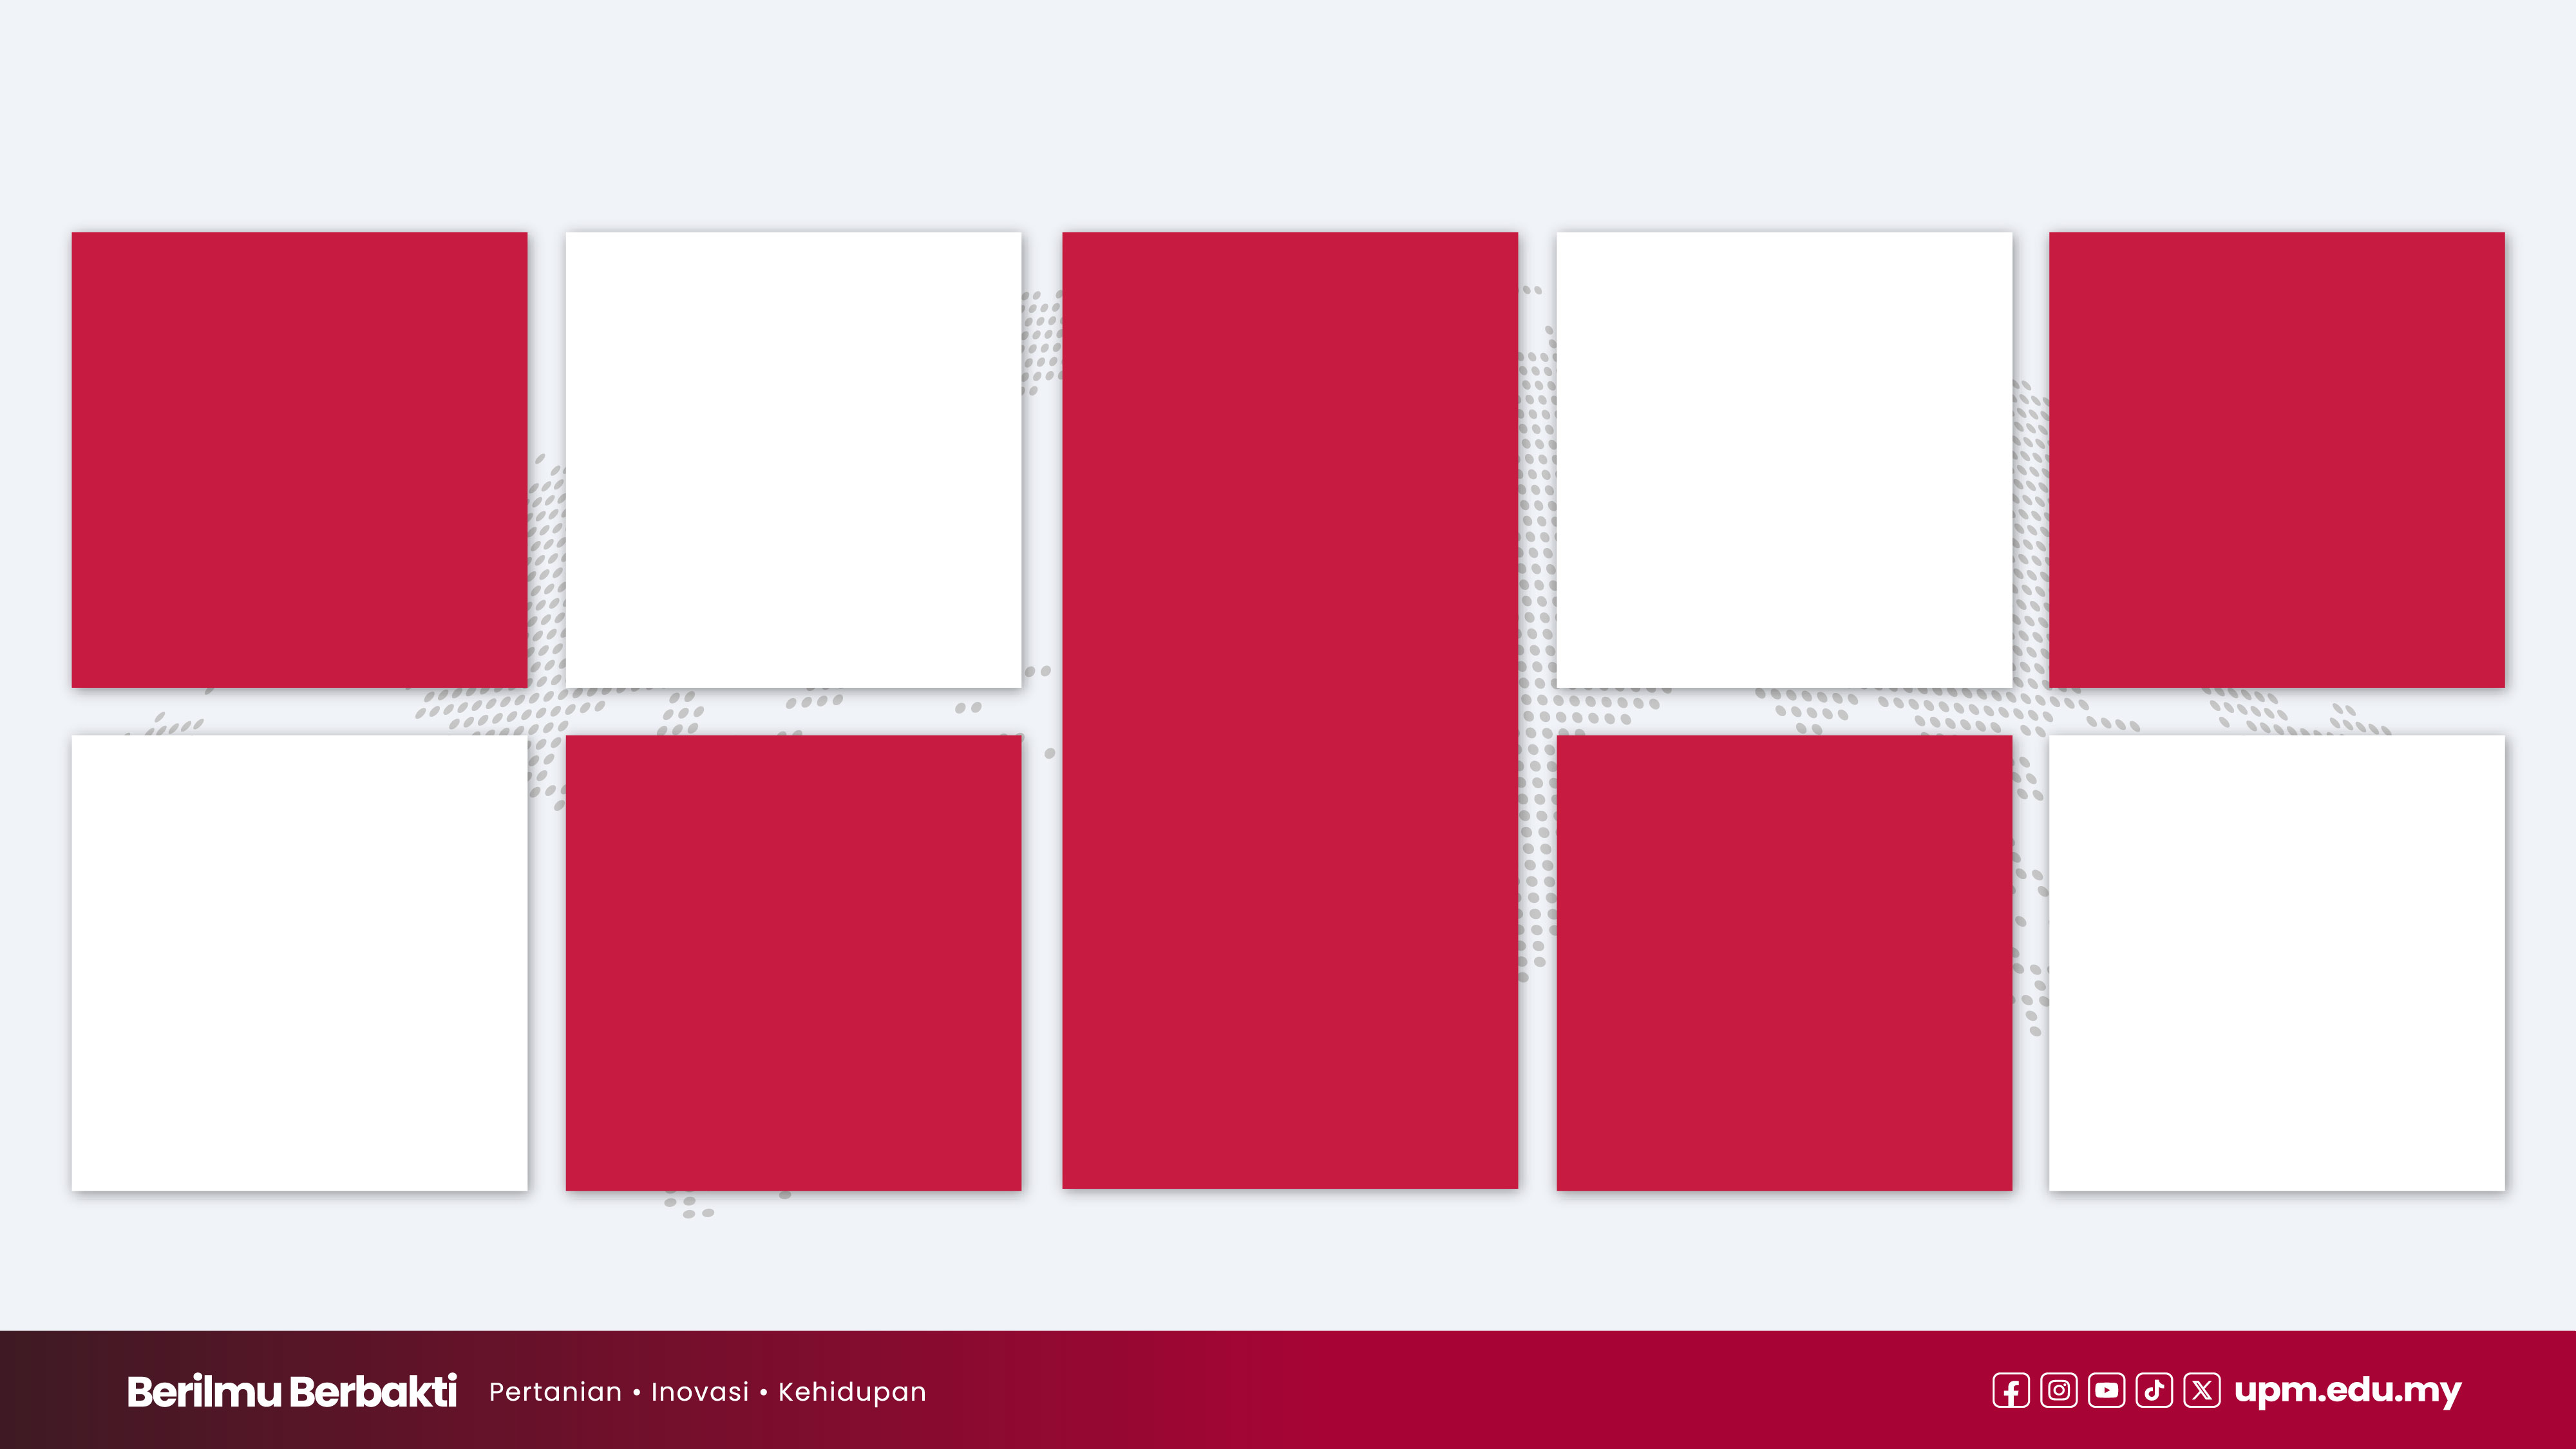 Berilmu Berbakti Pertanian • Inovasi • Kehidupan
upm.edu.my